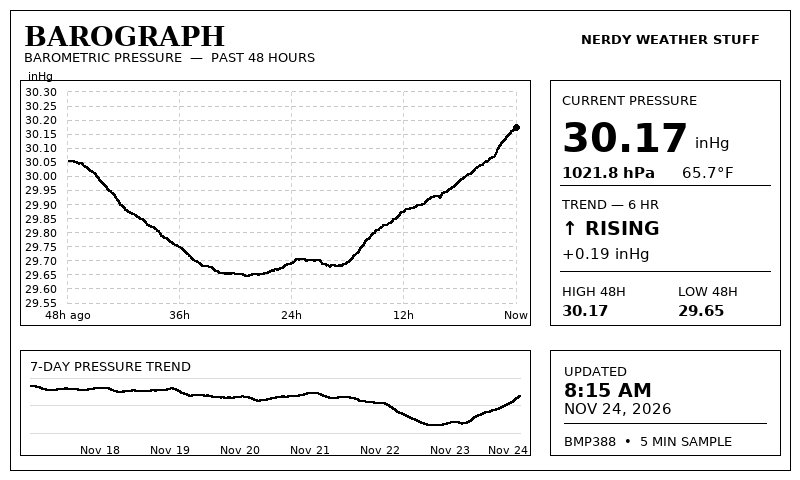 BAROGRAPH
BAROMETRIC PRESSURE — PAST 48 HOURS
NERDY WEATHER STUFF
inHg
30.30
30.25
30.20
30.15
30.10
30.05
30.00
29.95
29.90
29.85
29.80
29.75
29.70
29.65
29.60
29.55
48h ago 36h 24h 12h Now
CURRENT PRESSURE
30.17 inHg
1021.8 hPa 65.7°F
TREND — 6 HR
↑ RISING
+0.19 inHg
HIGH 48H LOW 48H
30.17 29.65
7-DAY PRESSURE TREND
Nov 18 Nov 19 Nov 20 Nov 21 Nov 22 Nov 23 Nov 24
UPDATED
8:15 AM
NOV 24, 2026
BMP388 • 5 MIN SAMPLE